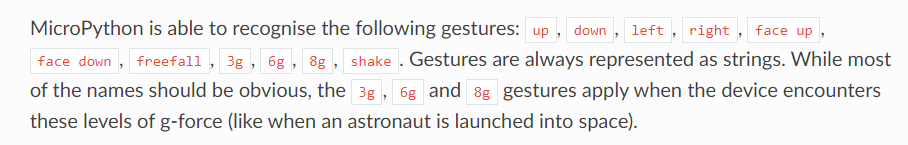 MicroPython is able to recognise the following gestures: up , down , left , right , face up ,
face down , freefall , 3g , 6g , 8g , shake . Gestures are always represented as strings. While most
of the names should be obvious, the 3g , 6g and 8g gestures apply when the device encounters
these levels of g-force (like when an astronaut is launched into space).